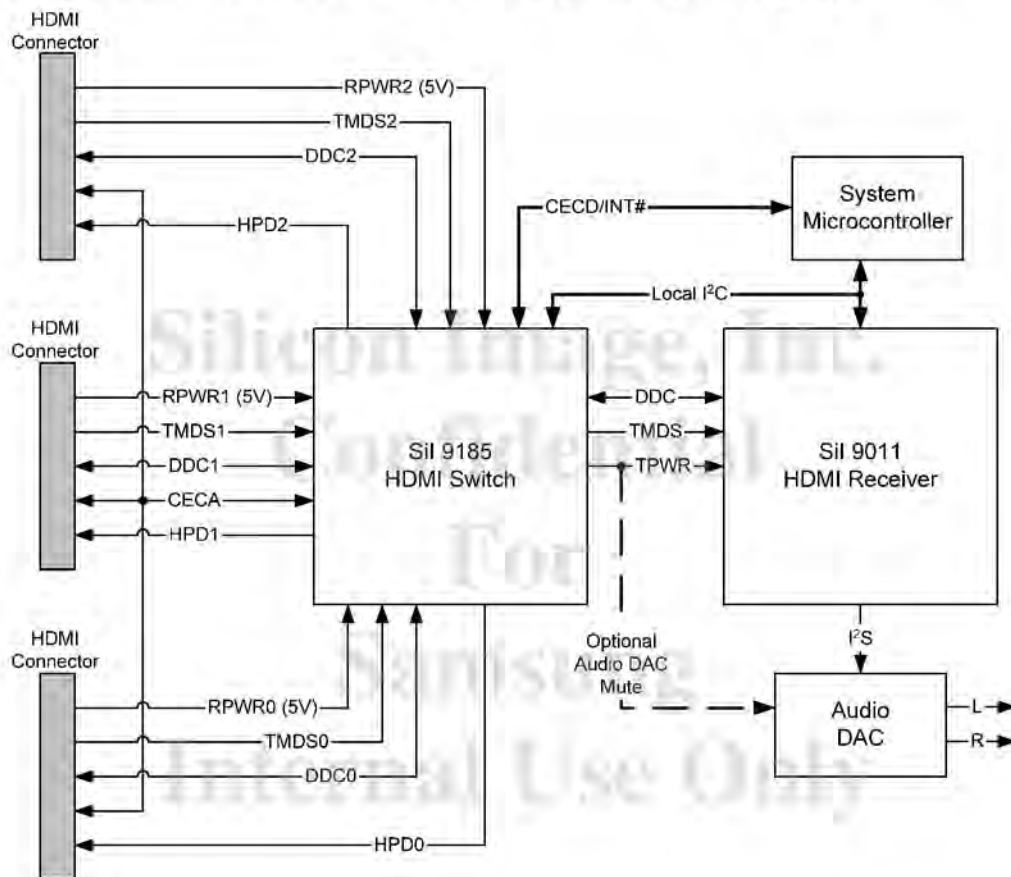 HDMI
Connector
RPWR2 (5V)
TMDS2
DDC2
HPD2
CECD/INT#
System
Microcontroller
Local I²C
HDMI
Connector
RPWR1 (5V)
TMDS1
DDC1
CECA
HPD1
SiI 9185
HDMI Switch
DDC
TMDS
TPWR
SiI 9011
HDMI Receiver
HDMI
Connector
RPWR0 (5V)
TMDS0
DDC0
HPD0
Optional
Audio DAC
Mute
I²S
Audio
DAC
L
R
Silicon Image, Inc.
Confidential
For
Samsung
Internal Use Only